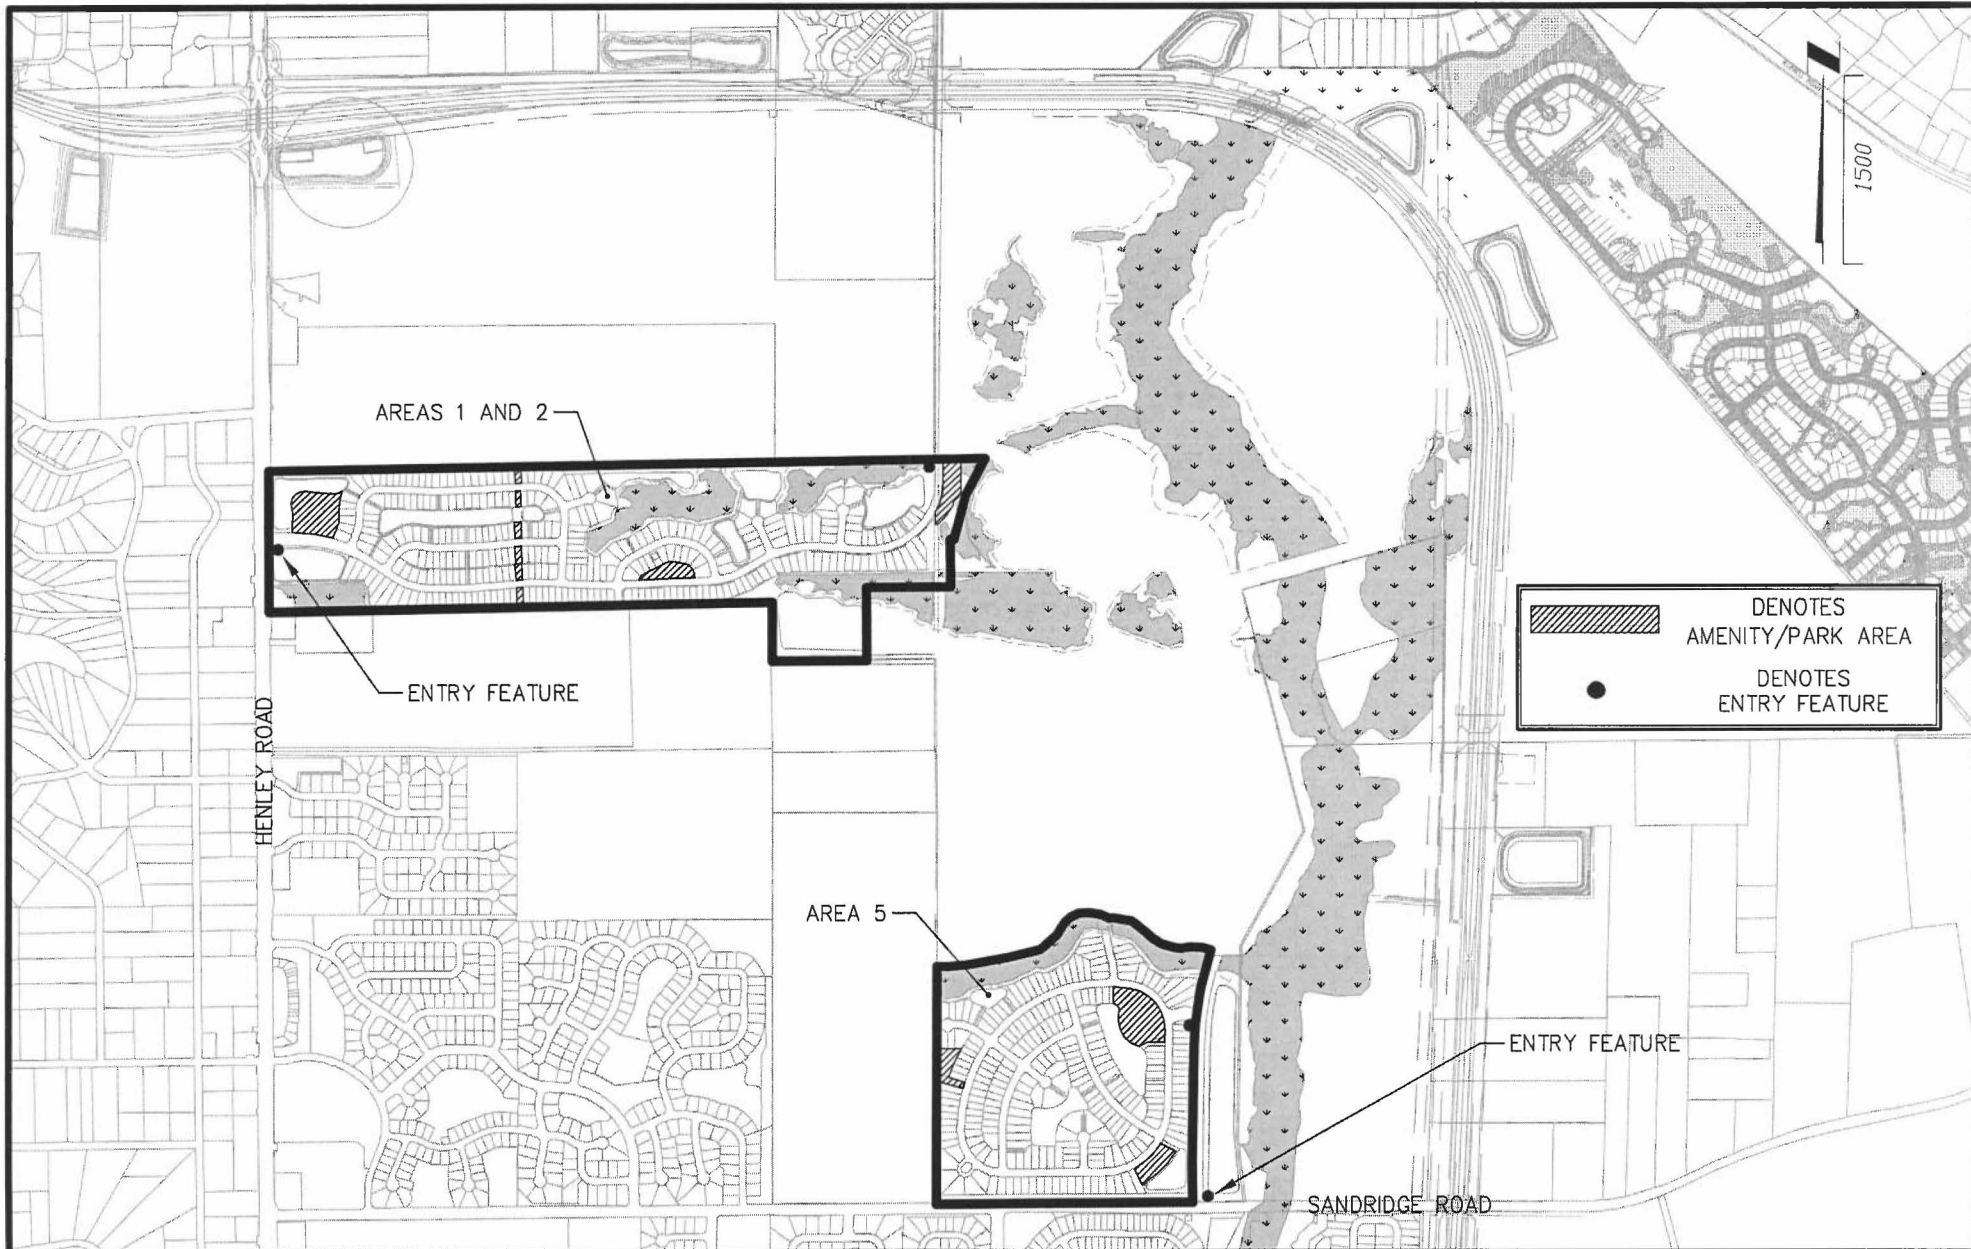 1500
AREAS 1 AND 2
ENTRY FEATURE
HENLEY ROAD
DENOTES
AMENITY/PARK AREA
DENOTES
ENTRY FEATURE
AREA 5
ENTRY FEATURE
SANDRIDGE ROAD